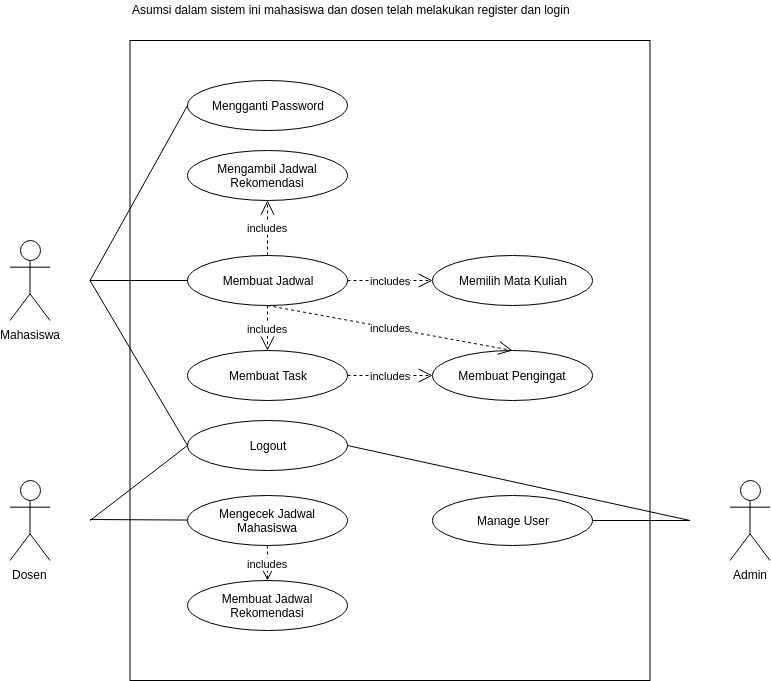 Asumsi dalam sistem ini mahasiswa dan dosen telah melakukan register dan login
Mengganti Password
Mengambil Jadwal
Rekomendasi
includes
Membuat Jadwal
includes
Memilih Mata Kuliah
Mahasiswa
includes
includes
Membuat Task
includes
Membuat Pengingat
Logout
Mengecek Jadwal
Mahasiswa
Manage User
includes
Dosen
Admin
Membuat Jadwal
Rekomendasi